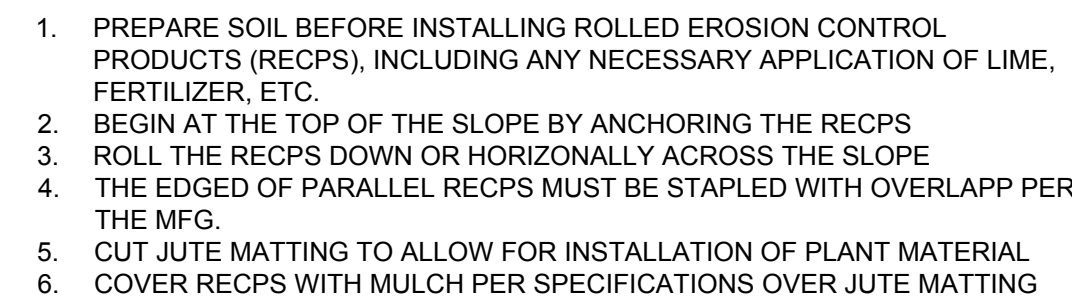 1. PREPARE SOIL BEFORE INSTALLING ROLLED EROSION CONTROL
PRODUCTS (RECPS), INCLUDING ANY NECESSARY APPLICATION OF LIME,
FERTILIZER, ETC.
2. BEGIN AT THE TOP OF THE SLOPE BY ANCHORING THE RECPS
3. ROLL THE RECPS DOWN OR HORIZONALLY ACROSS THE SLOPE
4. THE EDGED OF PARALLEL RECPS MUST BE STAPLED WITH OVERLAPP PER
THE MFG.
5. CUT JUTE MATTING TO ALLOW FOR INSTALLATION OF PLANT MATERIAL
6. COVER RECPS WITH MULCH PER SPECIFICATIONS OVER JUTE MATTING